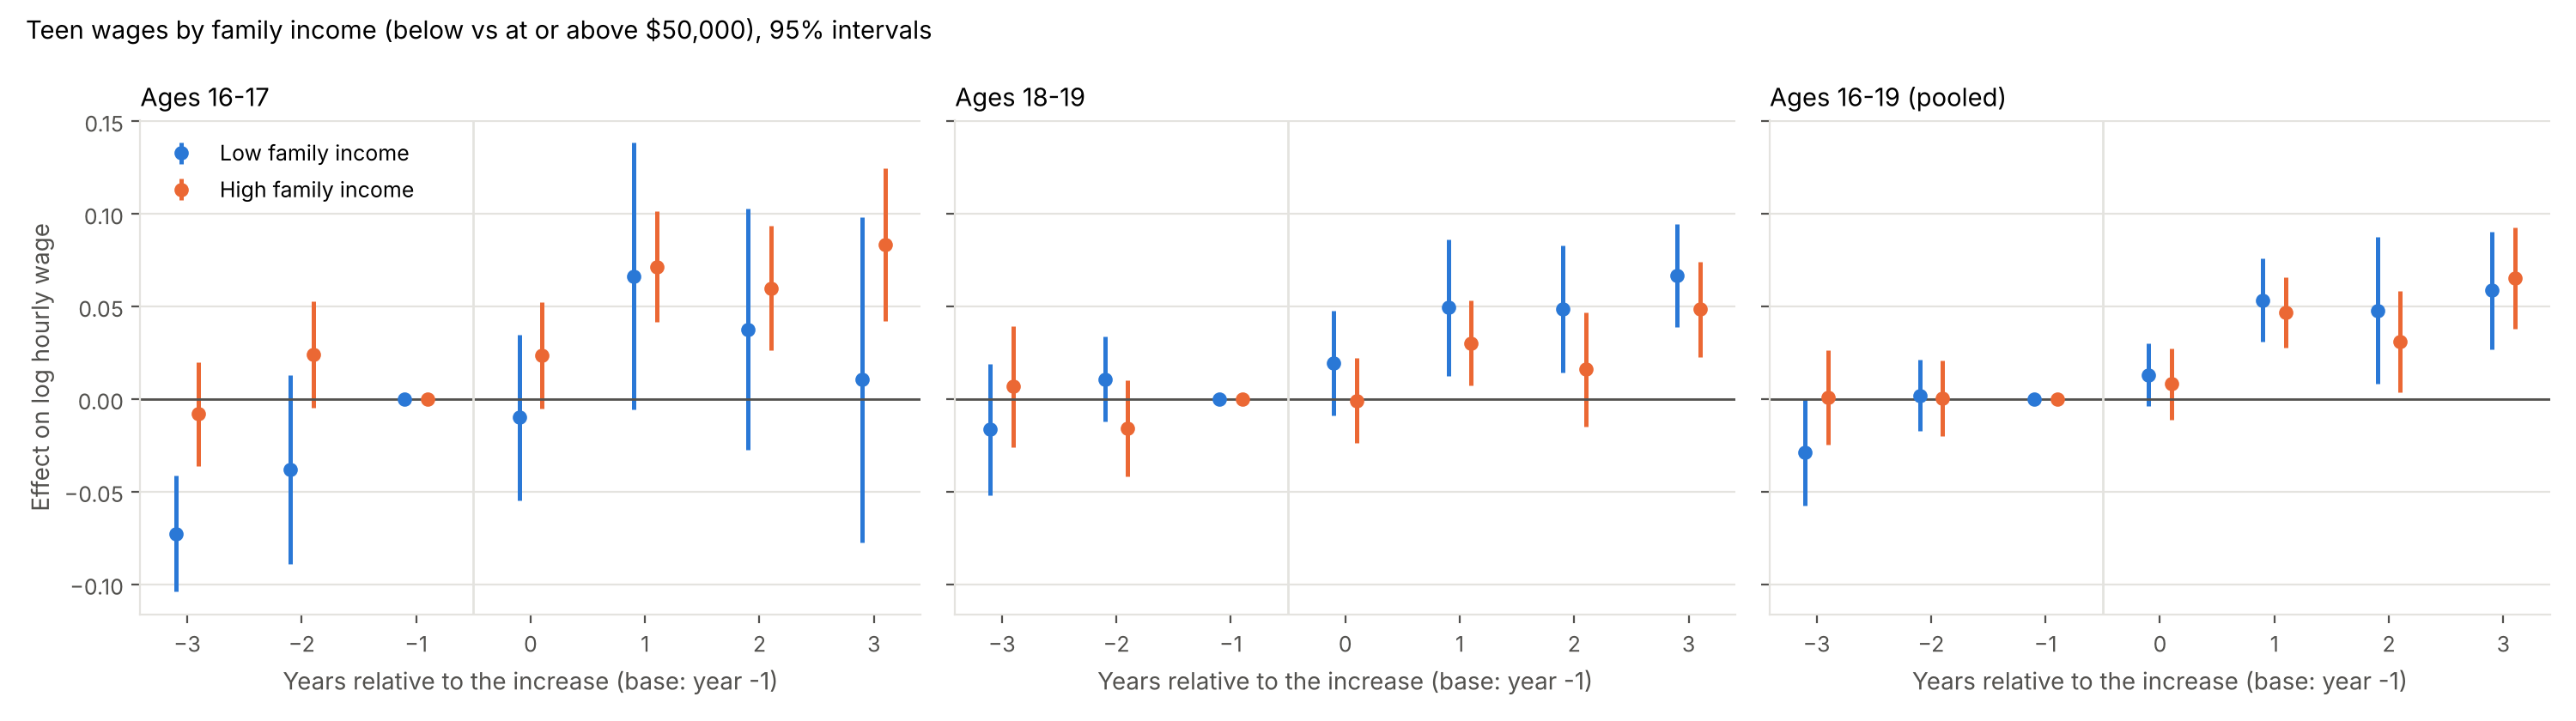 Teen wages by family income (below vs at or above $50,000), 95% intervals
Ages 16-17
Ages 18-19
Ages 16-19 (pooled)
Low family income
High family income
Effect on log hourly wage
0.15
0.10
0.05
0.00
−0.05
−0.10
−3 −2 −1 0 1 2 3
−3 −2 −1 0 1 2 3
−3 −2 −1 0 1 2 3
Years relative to the increase (base: year -1)
Years relative to the increase (base: year -1)
Years relative to the increase (base: year -1)